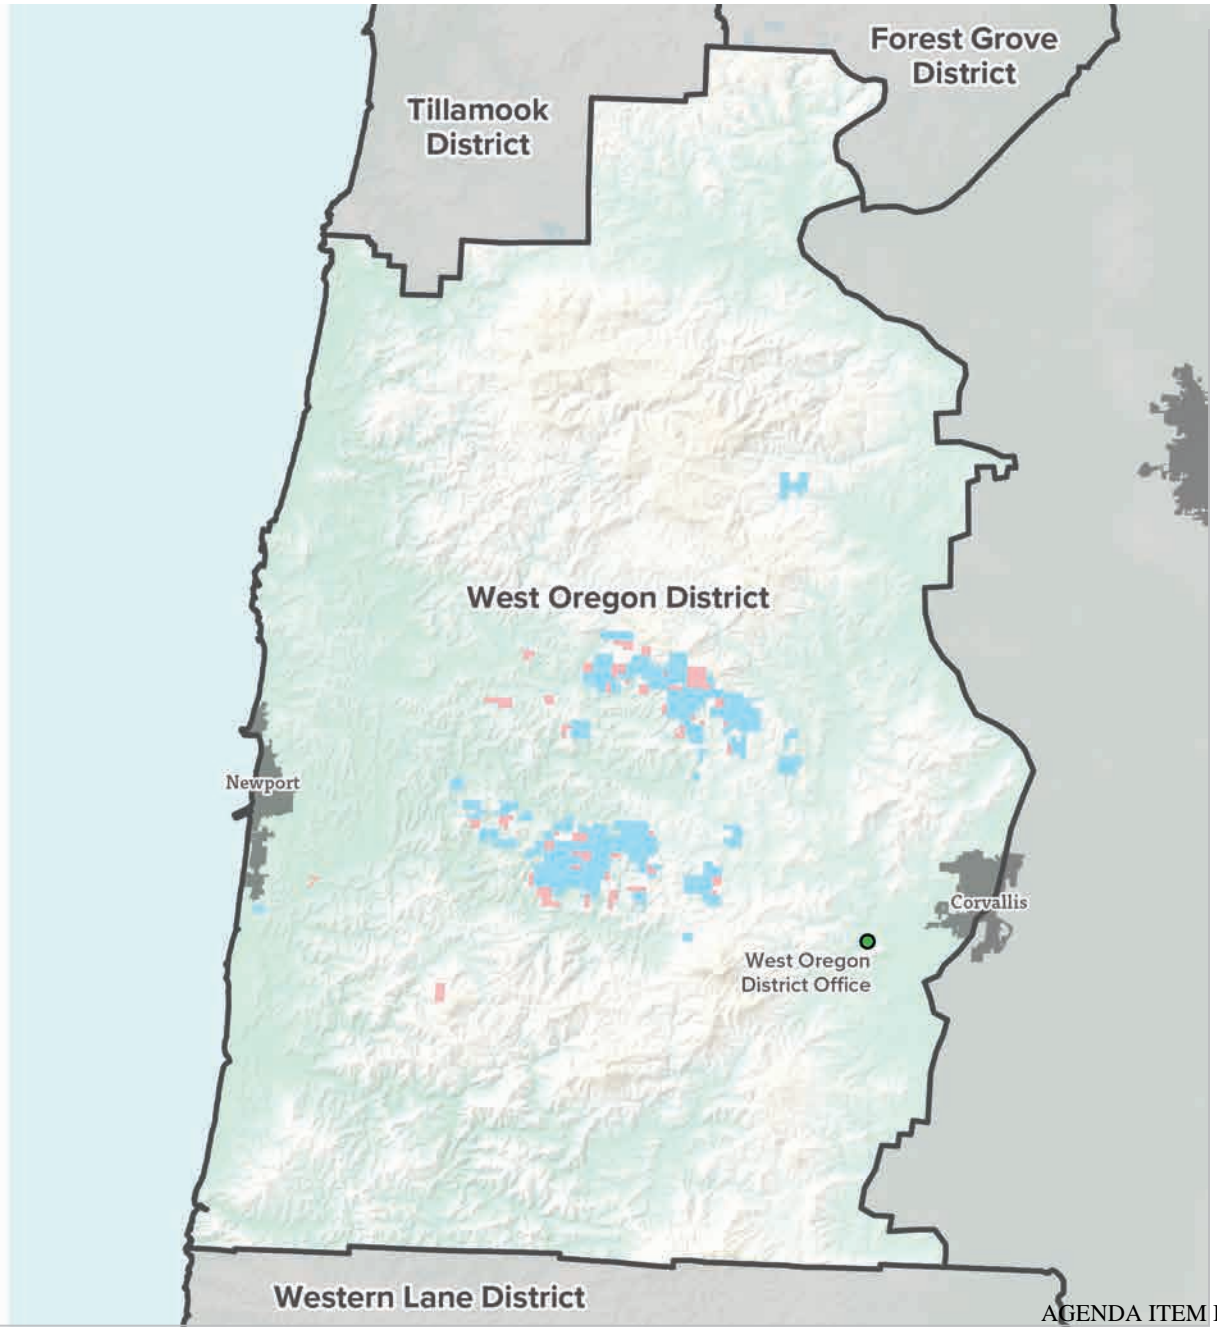 Forest Grove
District
Tillamook
District
West Oregon District
Newport
Corvallis
West Oregon
District Office
Western Lane District
AGENDA ITEM